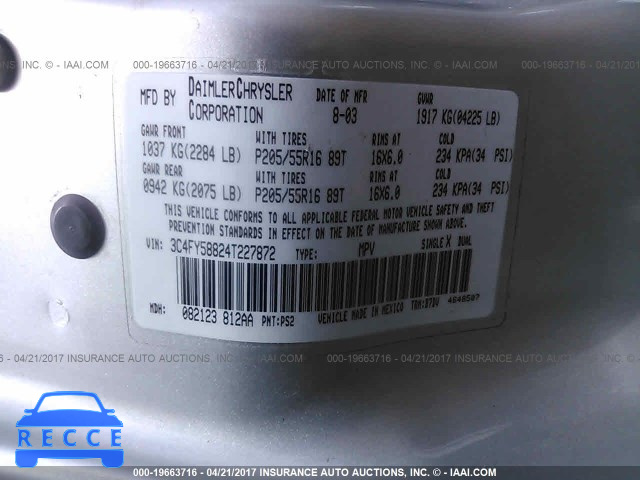 000-19663716 - 04/21/2017 INSURANCE AUTO AUCTIONS, INC. - © IAAI.COM
MFD BY DAIMLERCHRYSLER CORPORATION
DATE OF MFR 8-03
GVWR 1917 KG(04225 LB)
GAWR FRONT WITH TIRES RIMS AT COLD
1037 KG(2284 LB) P205/55R16 89T 16X6.0 234 KPA(34 PSI)
GAWR REAR WITH TIRES RIMS AT COLD
0942 KG(2075 LB) P205/55R16 89T 16X6.0 234 KPA(34 PSI)
THIS VEHICLE CONFORMS TO ALL APPLICABLE FEDERAL MOTOR VEHICLE SAFETY AND THEFT
PREVENTION STANDARDS IN EFFECT ON THE DATE OF MANUFACTURE SHOWN ABOVE.
VIN: 3C4FY58824T227872 TYPE: MPV SINGLE X DUAL
MDH: 082123 812AA PNT:PS2 VEHICLE MADE IN MEXICO 4648507
000-19663716 - 04/21/2017 INSURANCE AUTO AUCTIONS, INC. - © IAAI.COM
RECCE
000-19663716 - 04/21/2017 INSURANCE AUTO AUCTIONS, INC. - © IAAI.COM